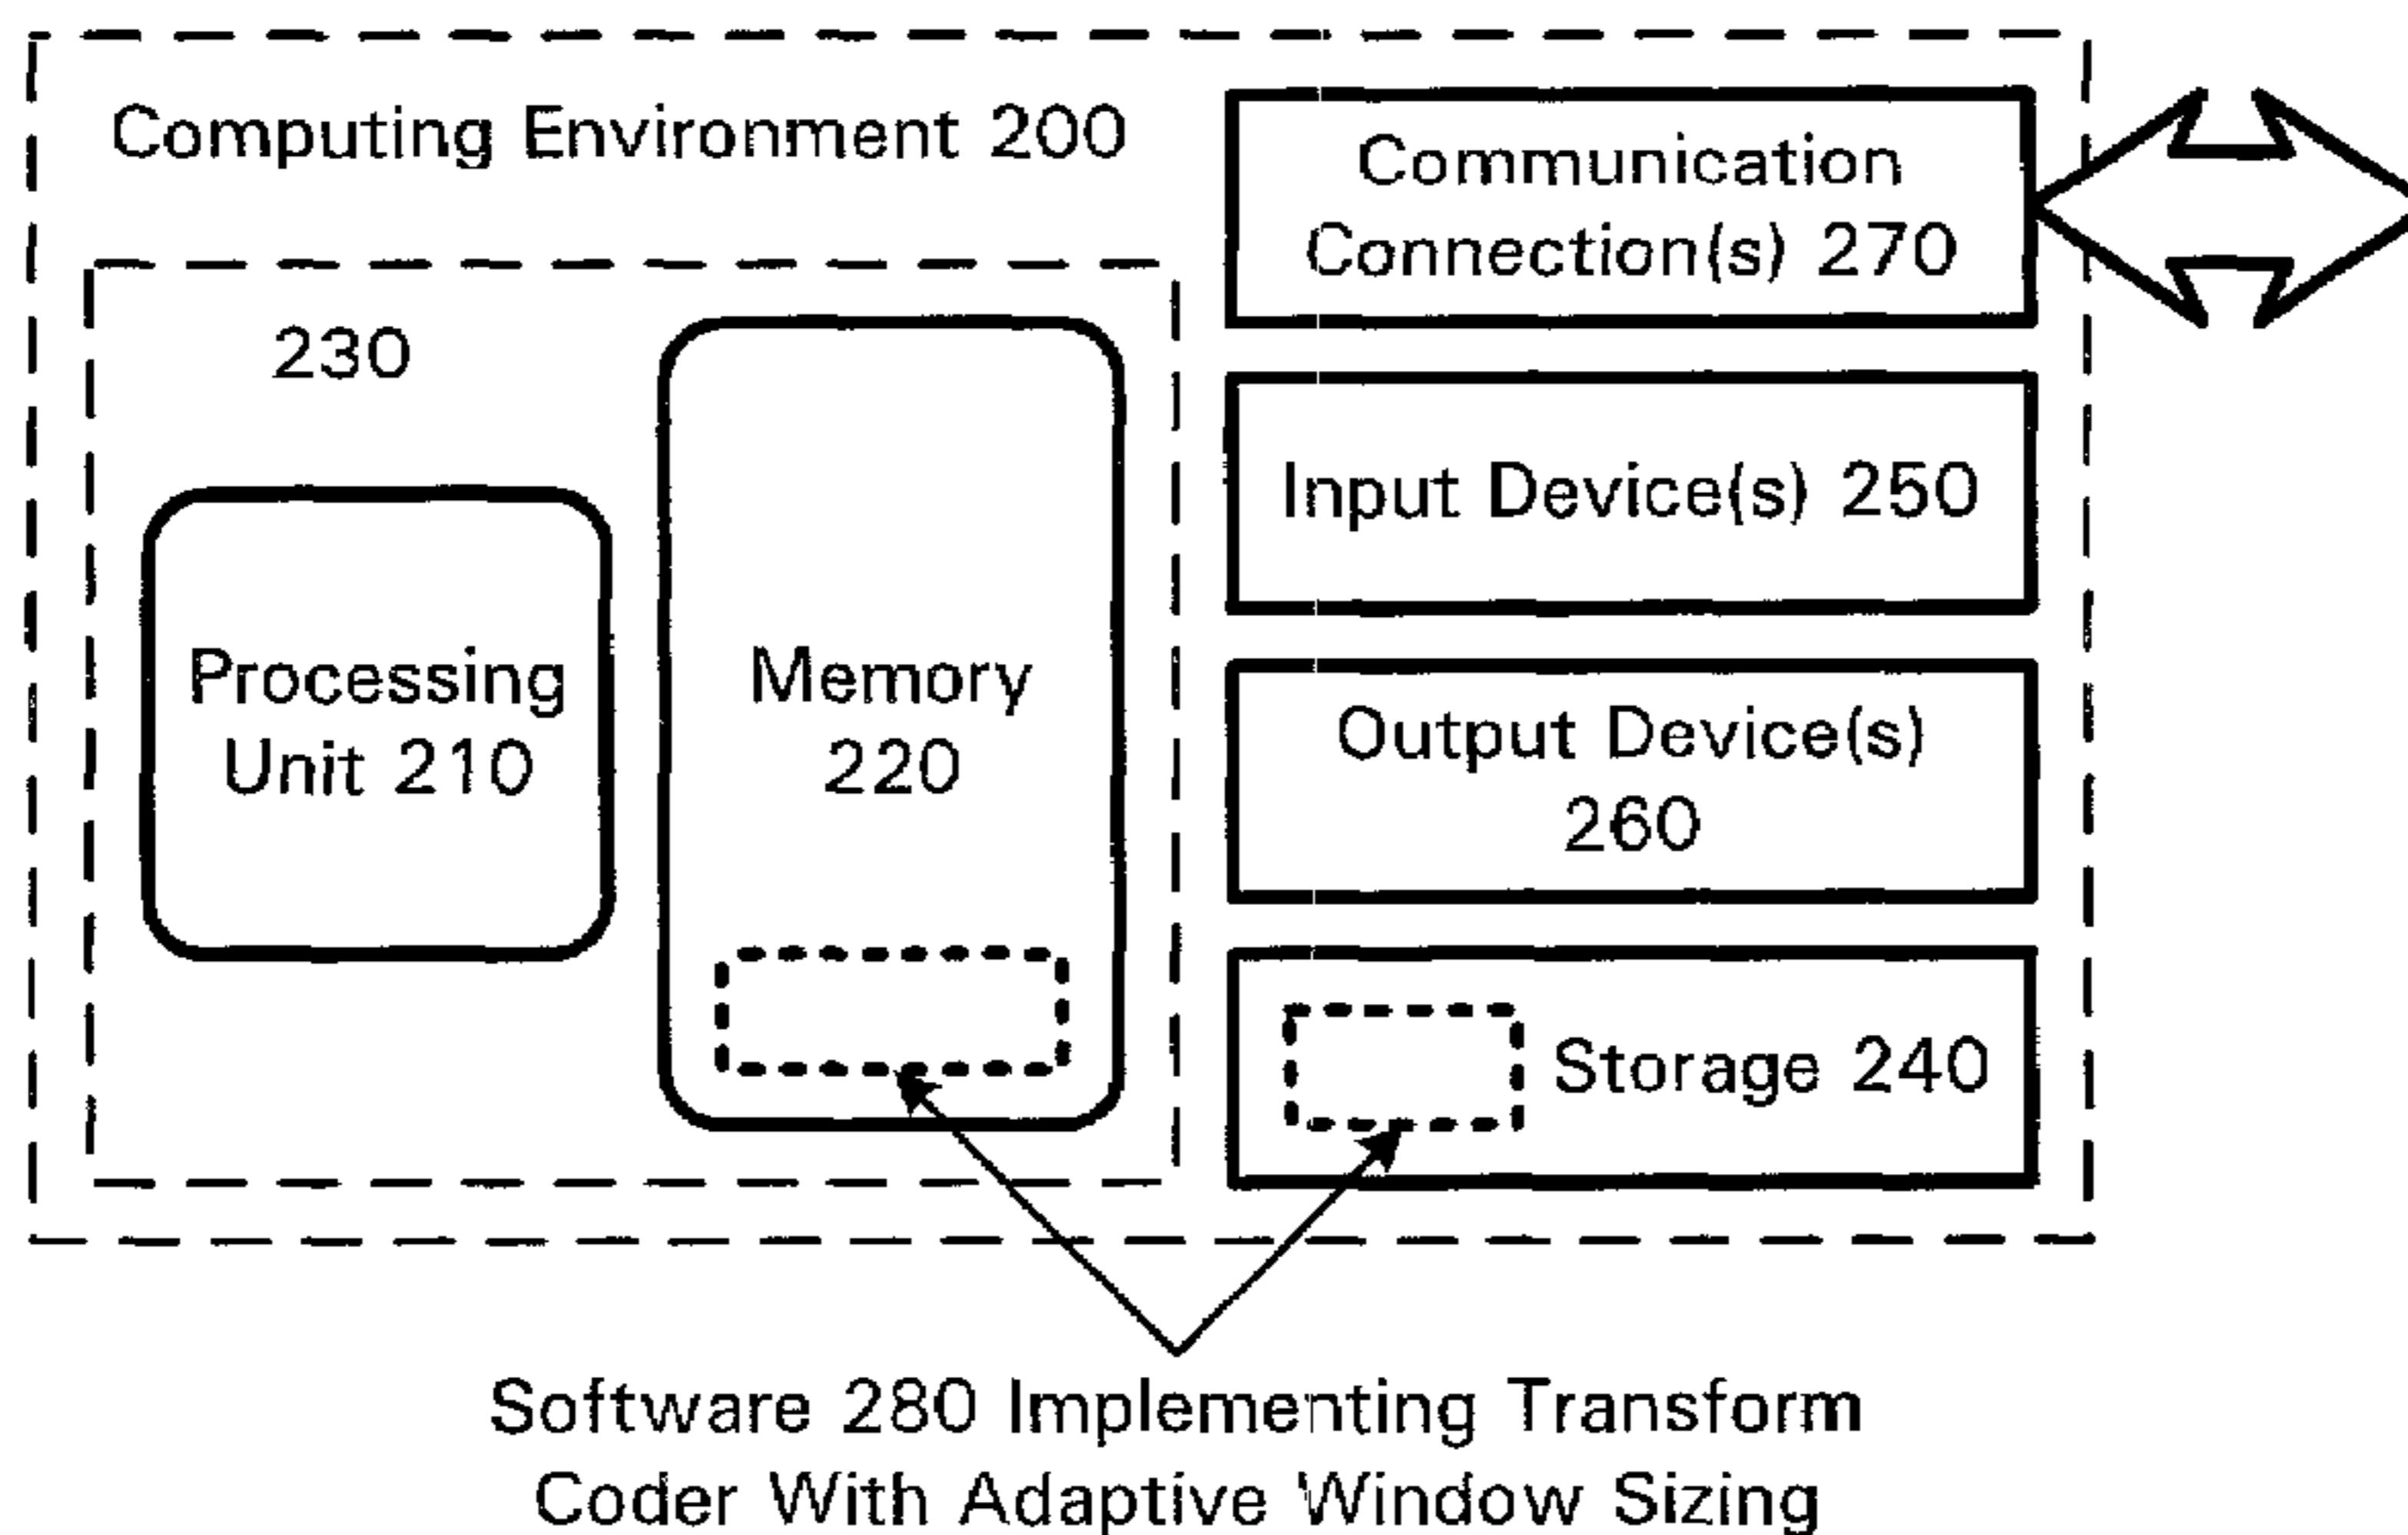 Computing Environment 200
Communication
Connection(s) 270
230
Input Device(s) 250
Processing
Unit 210
Memory
220
Output Device(s)
260
Storage 240
Software 280 Implementing Transform
Coder With Adaptive Window Sizing